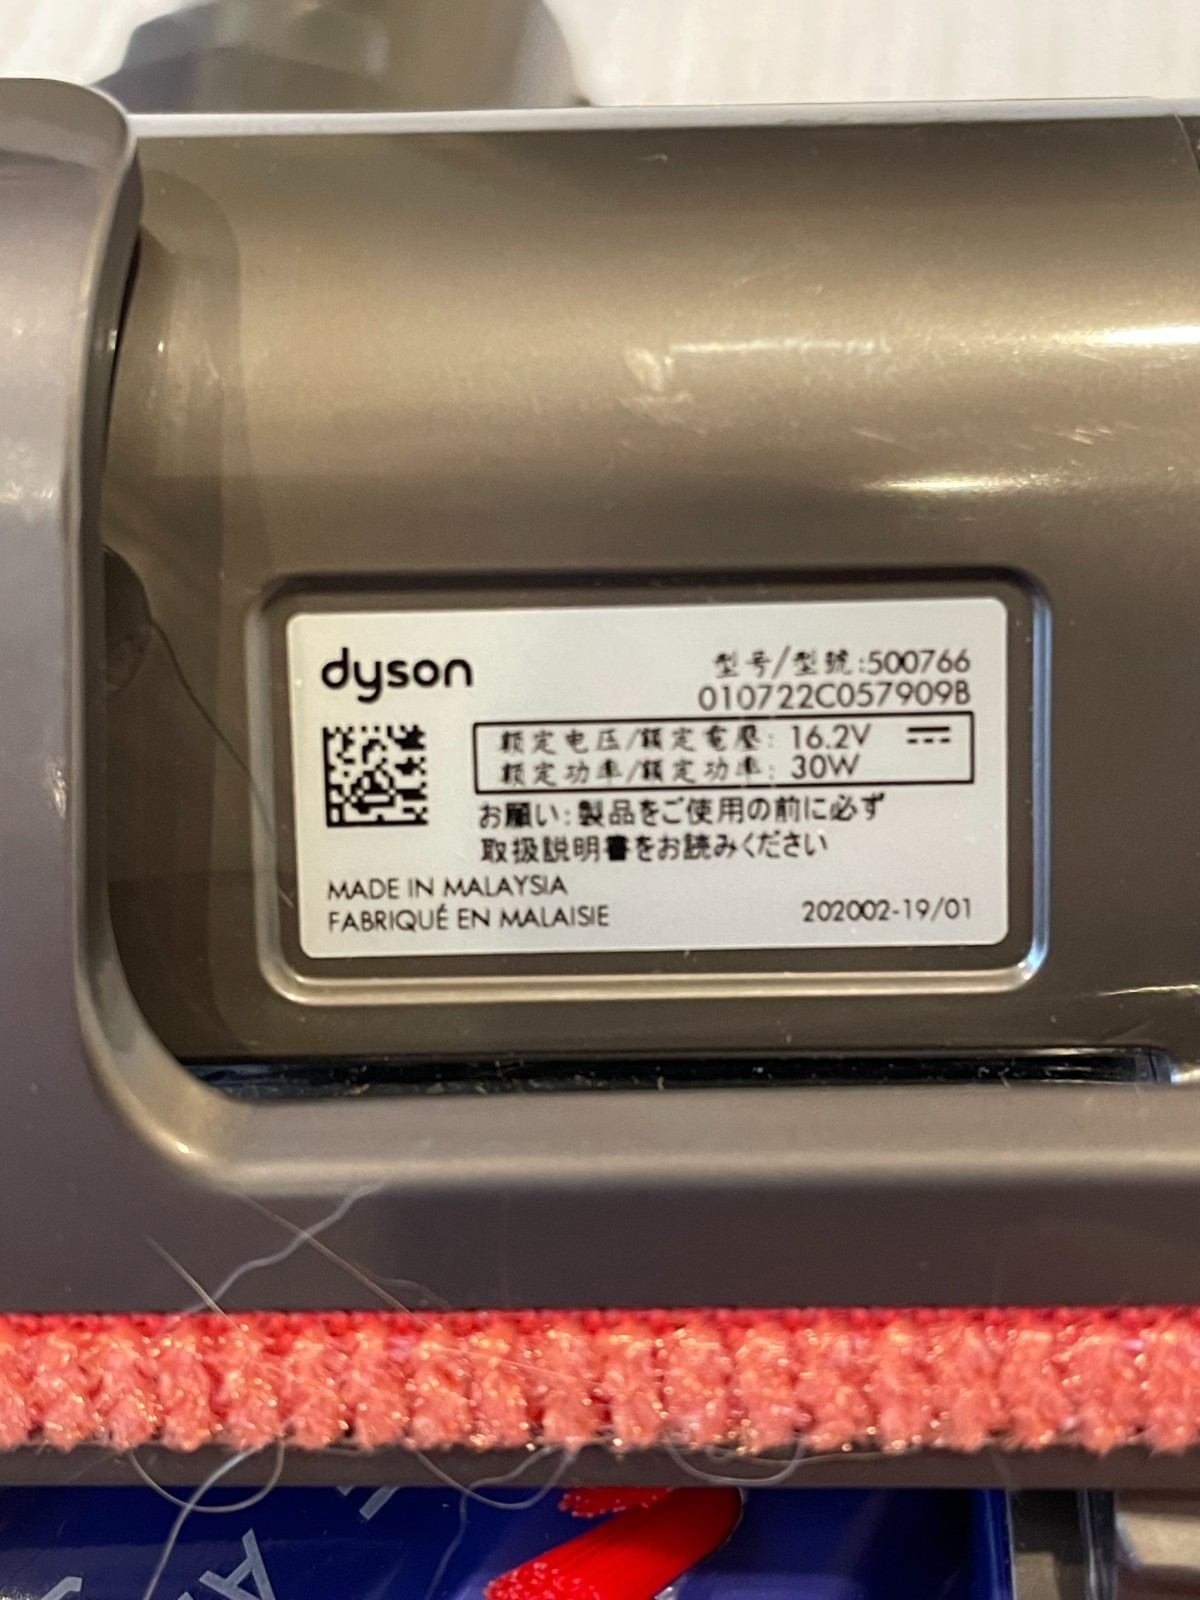 dyson
型号/型號:500766
010722C057909B
额定电压/額定電壓: 16.2V
额定功率/額定功率: 30W
お願い:製品をご使用の前に必ず
取扱説明書をお読みください
MADE IN MALAYSIA
FABRIQUÉ EN MALAISIE
202002-19/01